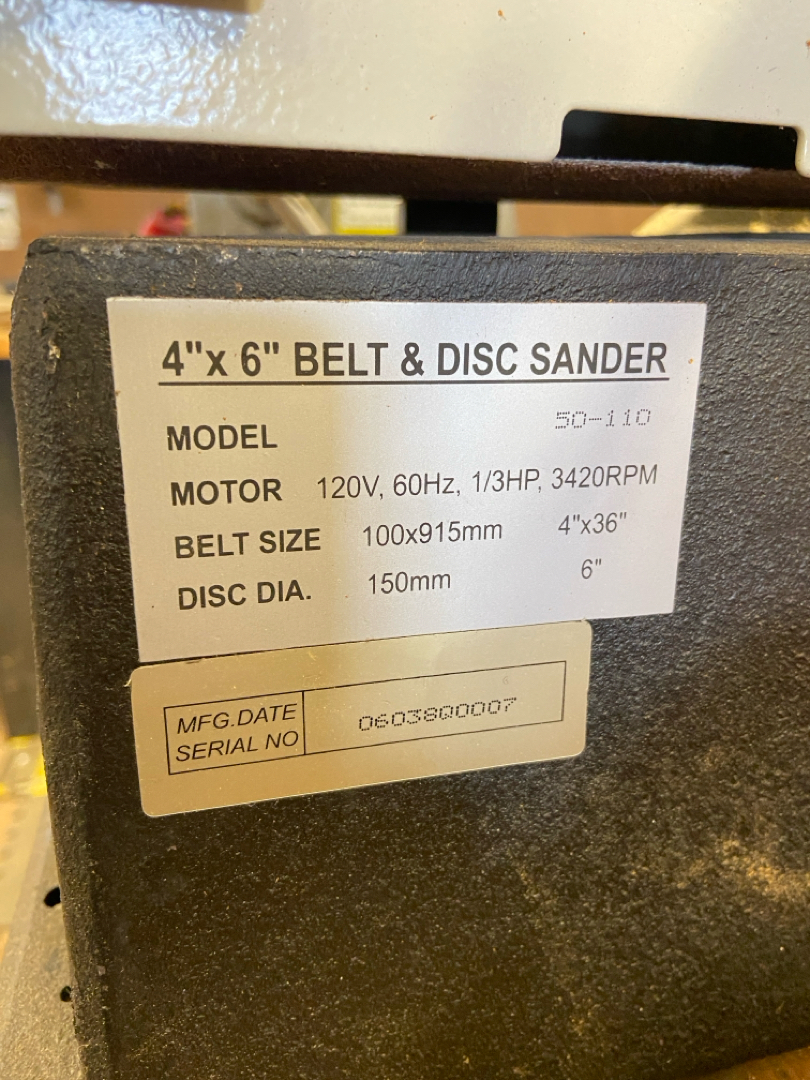 4"x 6" BELT & DISC SANDER
MODEL 50-110
MOTOR 120V, 60Hz, 1/3HP, 3420RPM
BELT SIZE 100x915mm 4"x36"
DISC DIA. 150mm 6"
MFG.DATE
SERIAL NO 06038Q0007